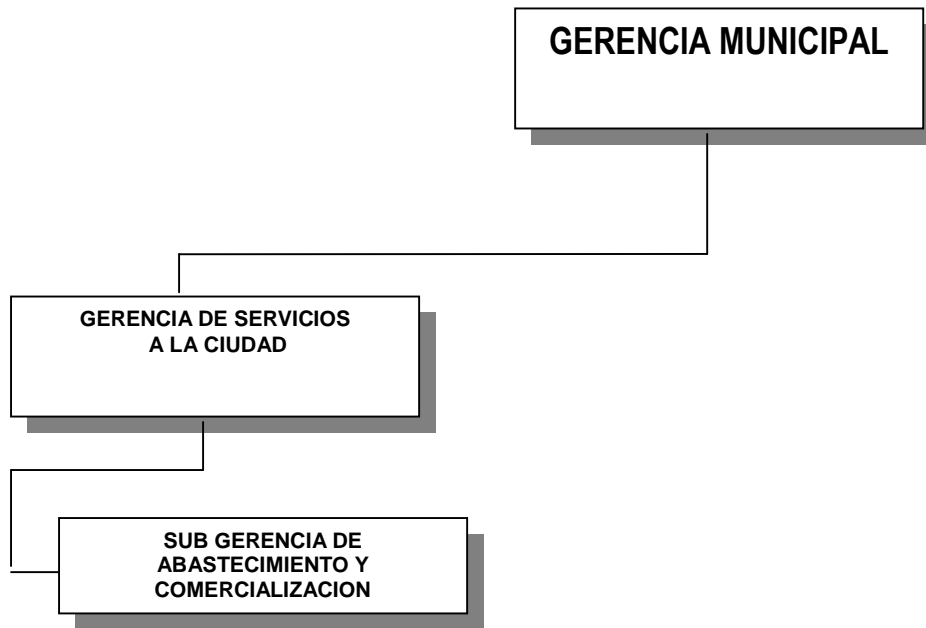 GERENCIA MUNICIPAL
GERENCIA DE SERVICIOS
A LA CIUDAD
SUB GERENCIA DE
ABASTECIMIENTO Y
COMERCIALIZACION